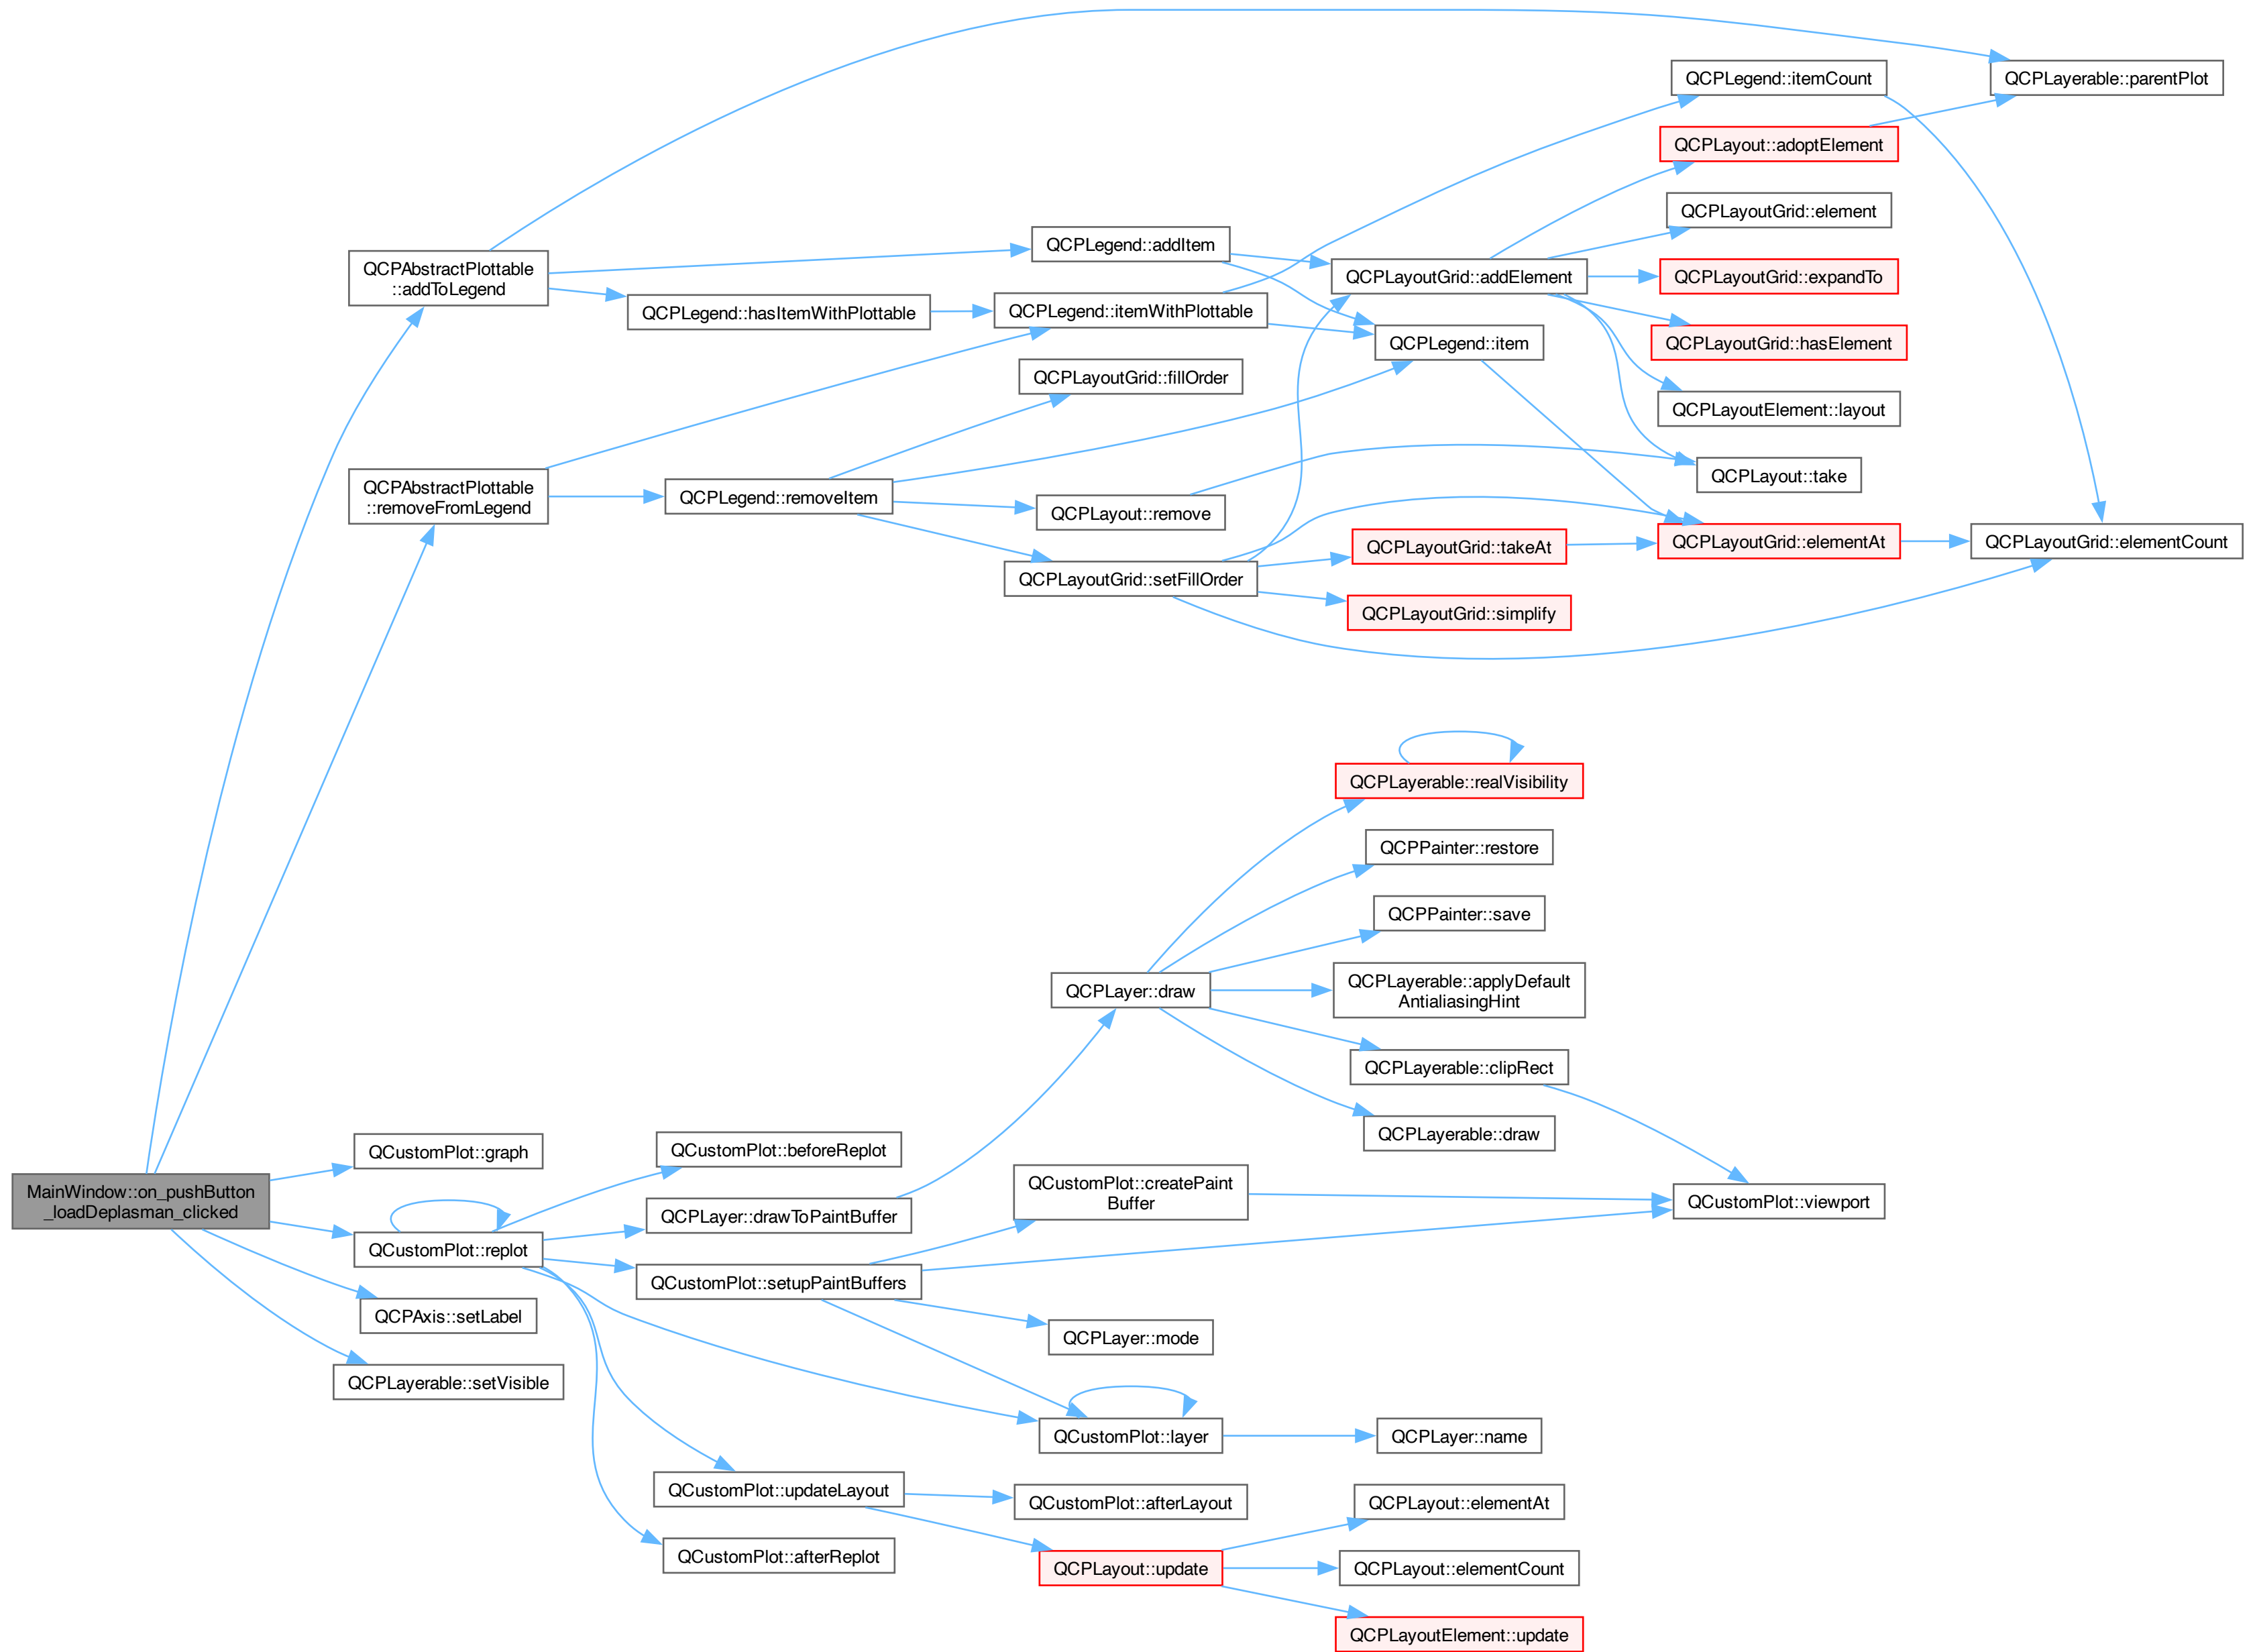 QCPLegend::itemCount
QCPLayerable::parentPlot
QCPLayout::adoptElement
QCPLayoutGrid::element
QCPLegend::addItem
QCPAbstractPlottable
::addToLegend
QCPLayoutGrid::addElement
QCPLayoutGrid::expandTo
QCPLegend::hasItemWithPlottable
QCPLegend::itemWithPlottable
QCPLegend::item
QCPLayoutGrid::hasElement
QCPLayoutGrid::fillOrder
QCPLayoutElement::layout
QCPLayout::take
QCPAbstractPlottable
::removeFromLegend
QCPLegend::removeItem
QCPLayout::remove
QCPLayoutGrid::takeAt
QCPLayoutGrid::elementAt
QCPLayoutGrid::elementCount
QCPLayoutGrid::setFillOrder
QCPLayoutGrid::simplify
QCPLayerable::realVisibility
QCPPainter::restore
QCPPainter::save
QCPLayer::draw
QCPLayerable::applyDefault
AntialiasingHint
QCPLayerable::clipRect
QCPLayerable::draw
QCustomPlot::graph
QCustomPlot::beforeReplot
MainWindow::on_pushButton
_loadDeplasman_clicked
QCustomPlot::createPaint
Buffer
QCustomPlot::viewport
QCPLayer::drawToPaintBuffer
QCustomPlot::replot
QCustomPlot::setupPaintBuffers
QCPAxis::setLabel
QCPLayer::mode
QCPLayerable::setVisible
QCustomPlot::layer
QCPLayer::name
QCustomPlot::updateLayout
QCustomPlot::afterLayout
QCPLayout::elementAt
QCustomPlot::afterReplot
QCPLayout::update
QCPLayout::elementCount
QCPLayoutElement::update